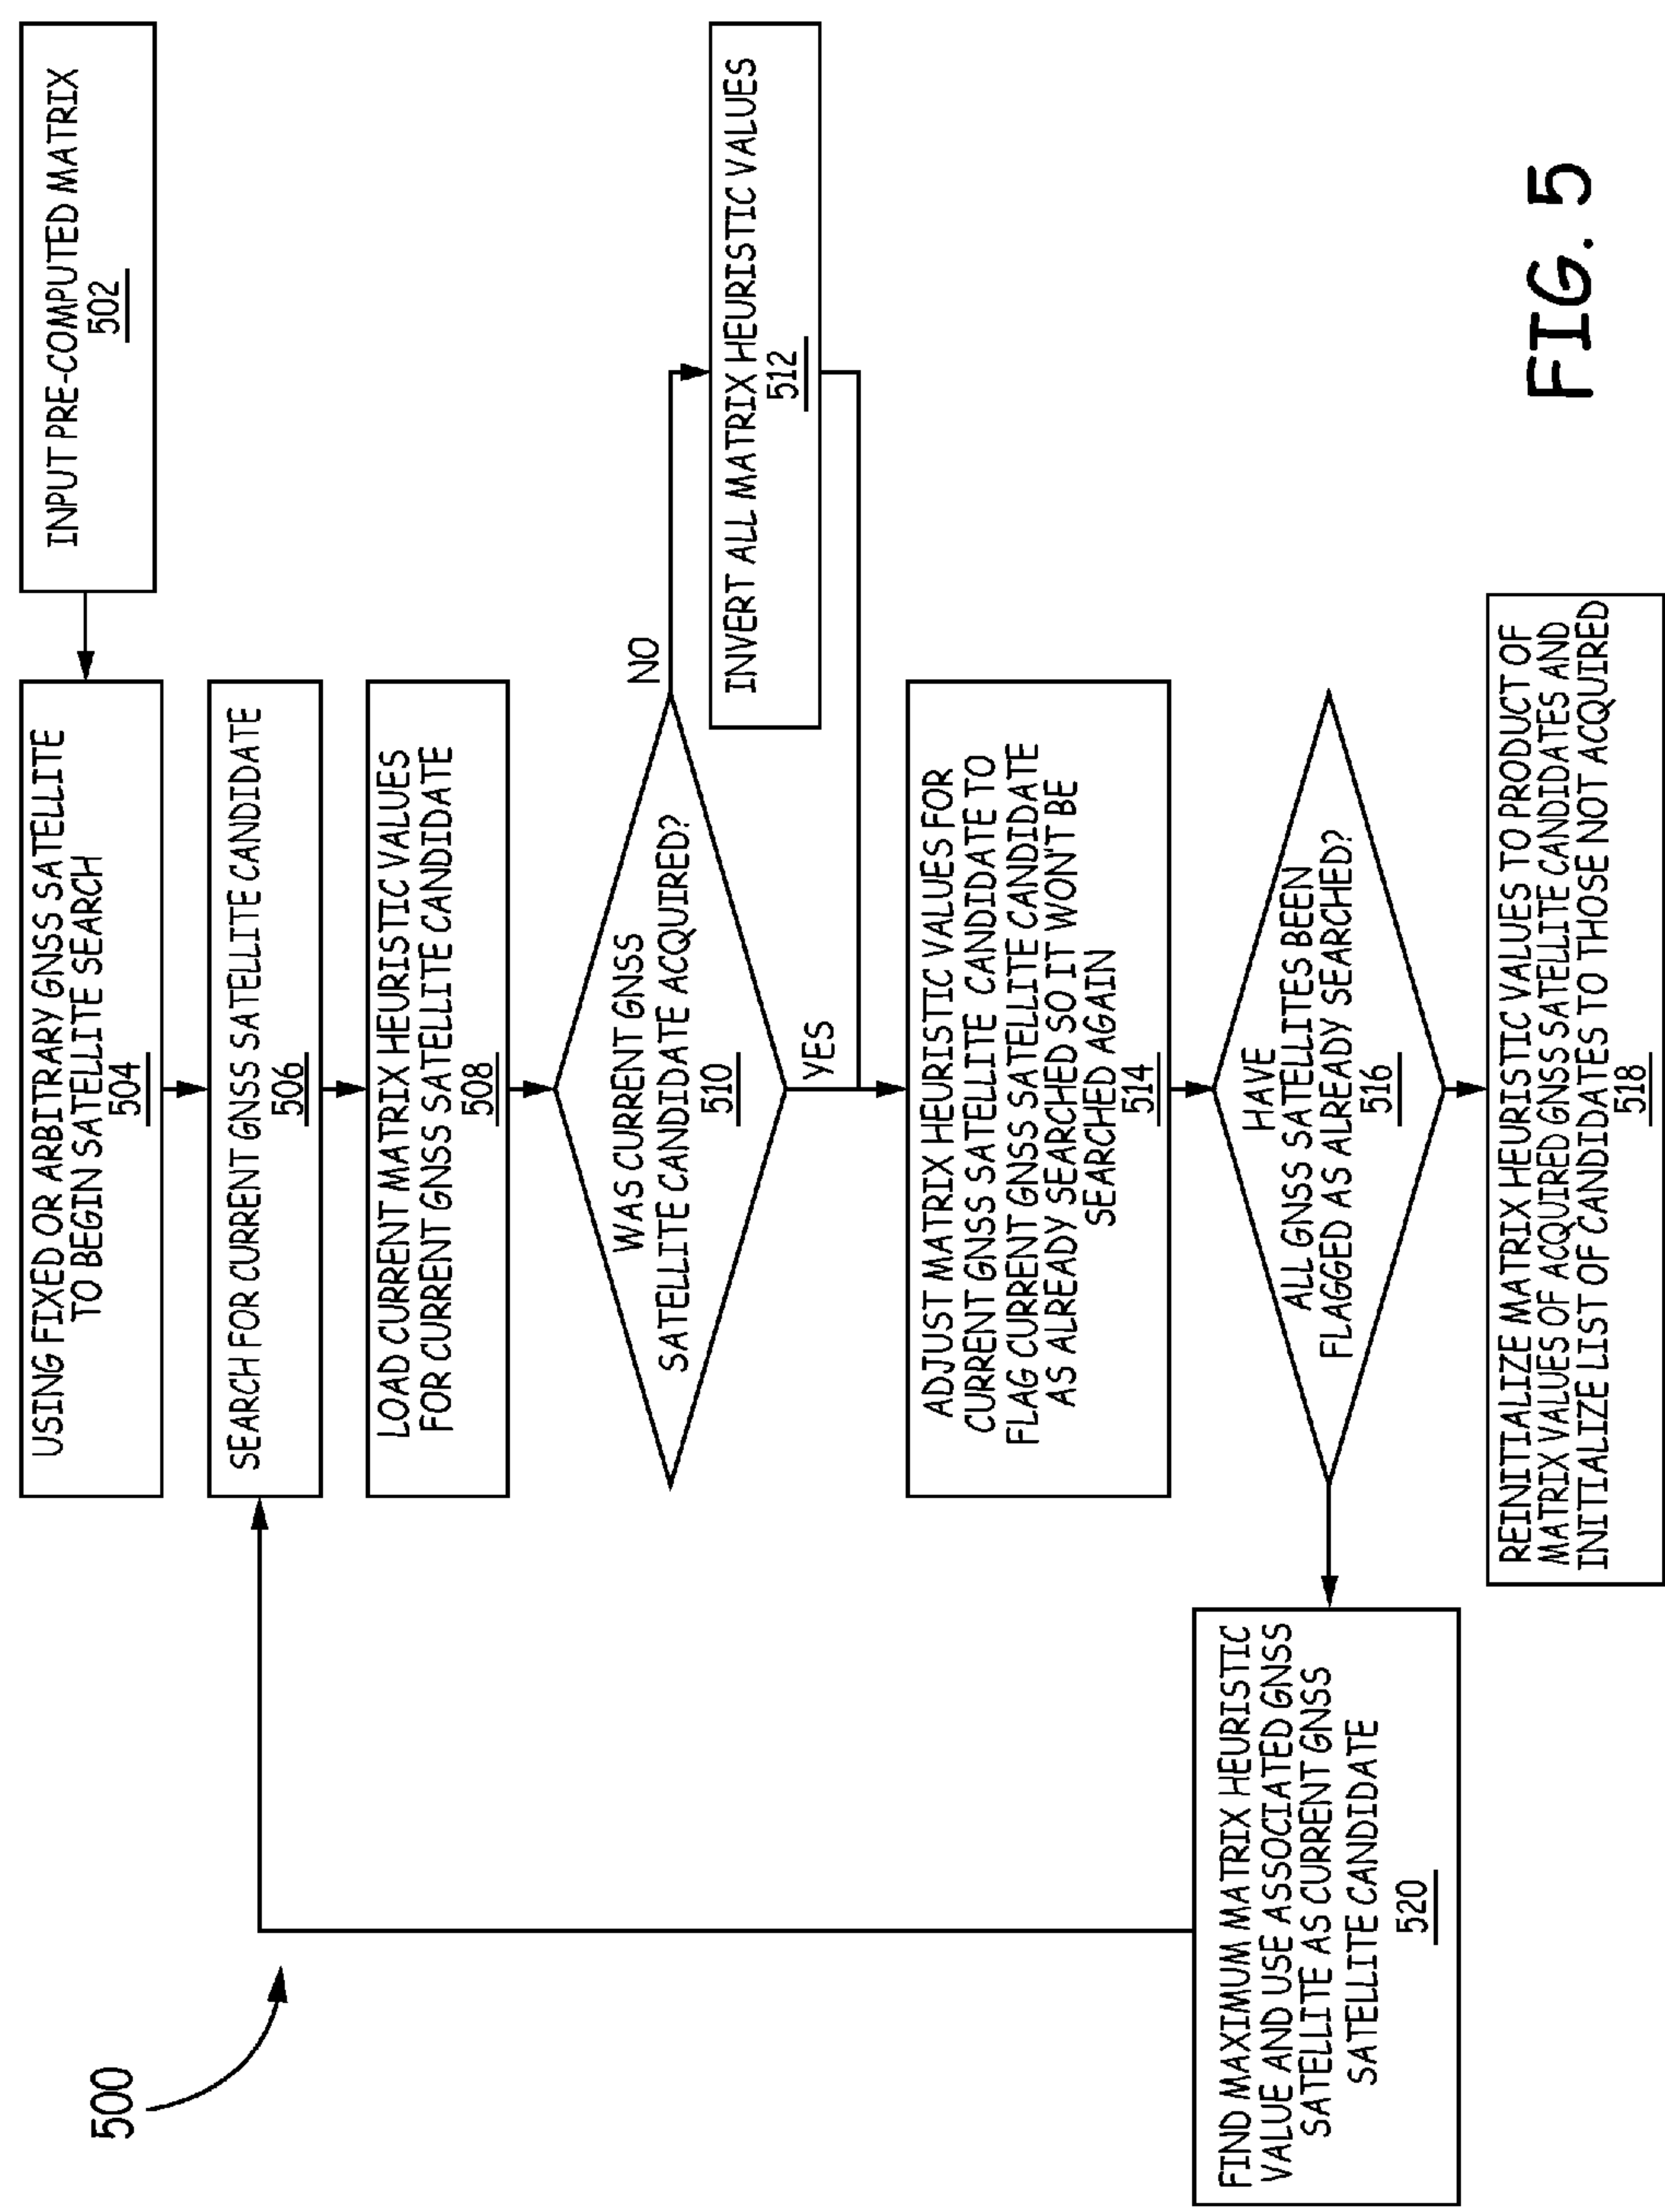 500
INPUT PRE-COMPUTED MATRIX
502
USING FIXED OR ARBITRARY GNSS SATELLITE
TO BEGIN SATELLITE SEARCH
504
SEARCH FOR CURRENT GNSS SATELLITE CANDIDATE
506
LOAD CURRENT MATRIX HEURISTIC VALUES
FOR CURRENT GNSS SATELLITE CANDIDATE
508
WAS CURRENT GNSS
SATELLITE CANDIDATE ACQUIRED?
510
NO
YES
INVERT ALL MATRIX HEURISTIC VALUES
512
ADJUST MATRIX HEURISTIC VALUES FOR
CURRENT GNSS SATELLITE CANDIDATE TO
FLAG CURRENT GNSS SATELLITE CANDIDATE
AS ALREADY SEARCHED SO IT WON'T BE
SEARCHED AGAIN
514
HAVE
ALL GNSS SATELLITES BEEN
FLAGGED AS ALREADY SEARCHED?
516
FIND MAXIMUM MATRIX HEURISTIC
VALUE AND USE ASSOCIATED GNSS
SATELLITE AS CURRENT GNSS
SATELLITE CANDIDATE
520
REINITIALIZE MATRIX HEURISTIC VALUES TO PRODUCT OF
MATRIX VALUES OF ACQUIRED GNSS SATELLITE CANDIDATES AND
INITIALIZE LIST OF CANDIDATES TO THOSE NOT ACQUIRED
518
FIG. 5